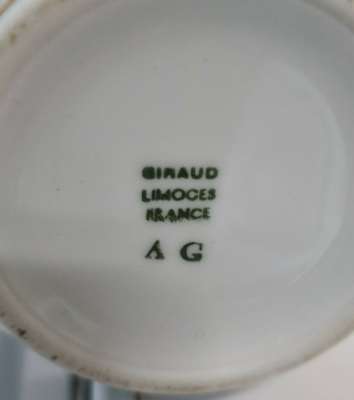 GIRAUD
LIMOGES
FRANCE
A G